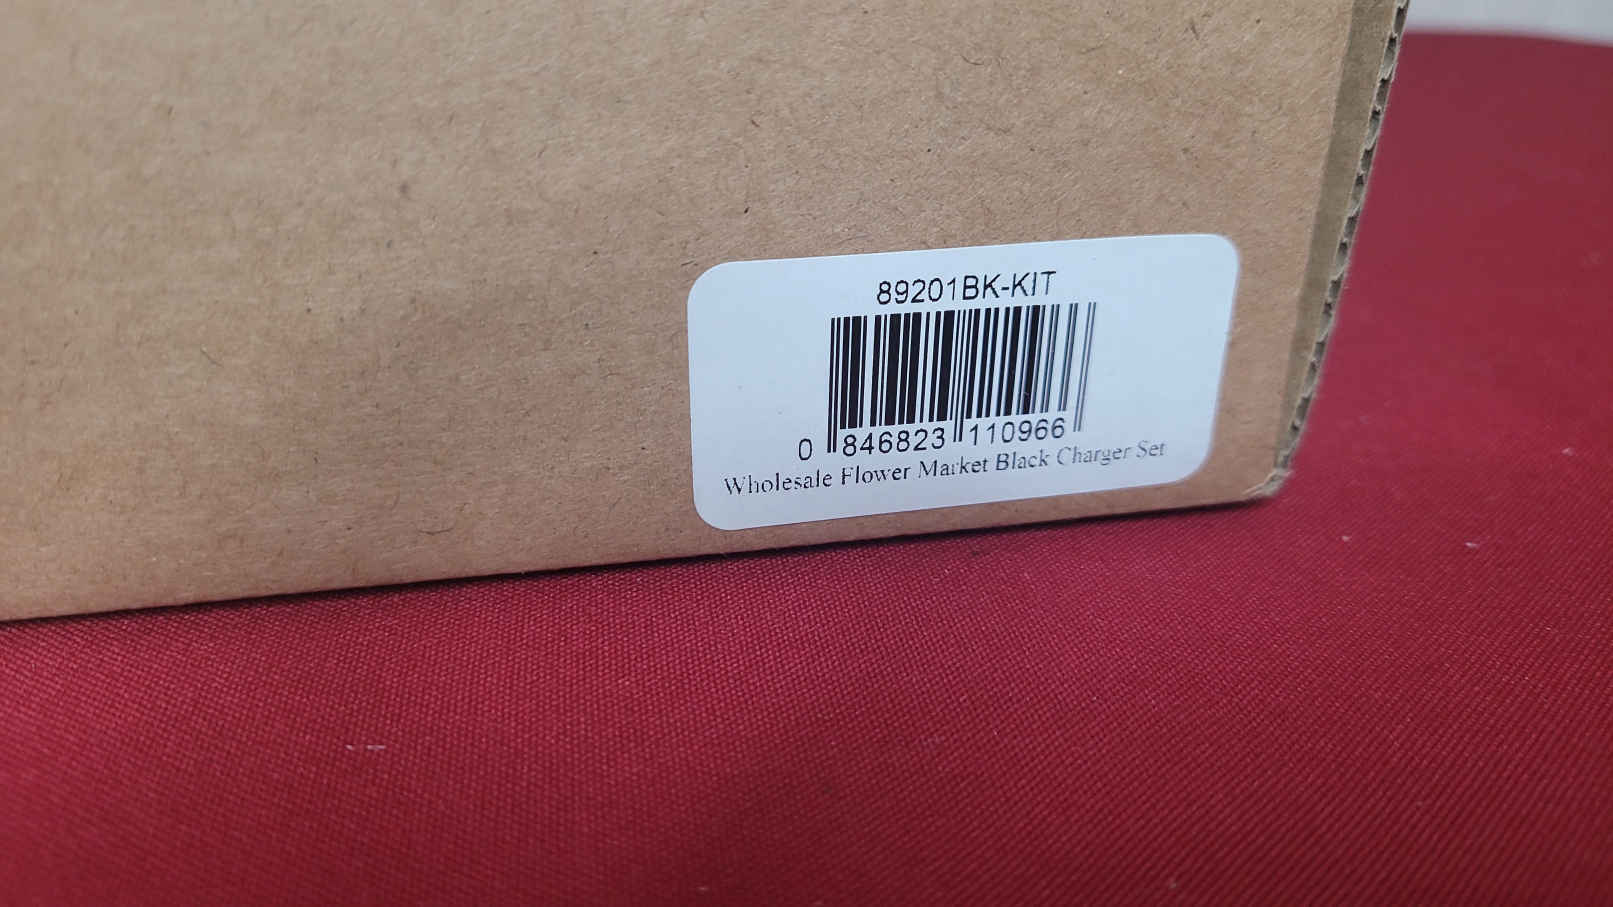 89201BK-KIT
0 846823 110966
Wholesale Flower Market Black Charger Set